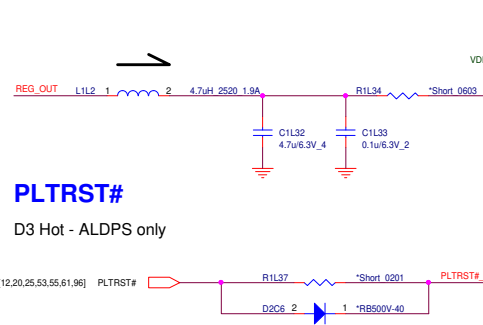 VD
REG_OUT L1L2 1 2 4.7uH_2520_1.9A R1L34 *Short_0603
C1L32 C1L33
4.7u/6.3V_4 0.1u/6.3V_2
PLTRST#
D3 Hot - ALDPS only
12,20,25,53,55,61,96] PLTRST# R1L37 *Short_0201 PLTRST#_
D2C6 2 1 *RB500V-40